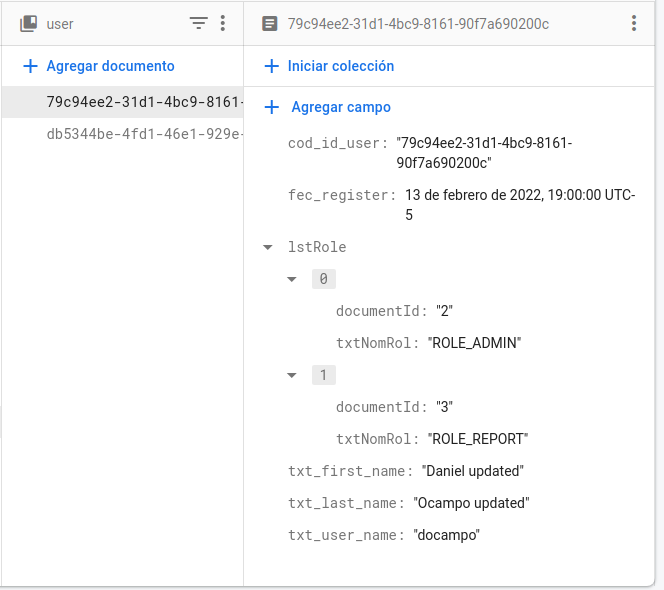 user
Agregar documento
79c94ee2-31d1-4bc9-8161-
db5344be-4fd1-46e1-929e-
79c94ee2-31d1-4bc9-8161-90f7a690200c
Iniciar colección
Agregar campo
cod_id_user: "79c94ee2-31d1-4bc9-8161-
90f7a690200c"
fec_register: 13 de febrero de 2022, 19:00:00 UTC-
5
lstRole
0
documentId: "2"
txtNomRol: "ROLE_ADMIN"
1
documentId: "3"
txtNomRol: "ROLE_REPORT"
txt_first_name: "Daniel updated"
txt_last_name: "Ocampo updated"
txt_user_name: "docampo"